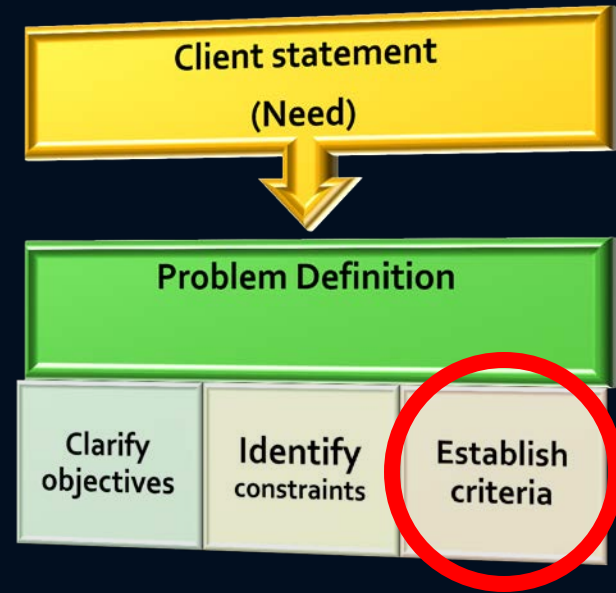 Client statement
(Need)
Problem Definition
Clarify
objectives
Identify
constraints
Establish
criteria